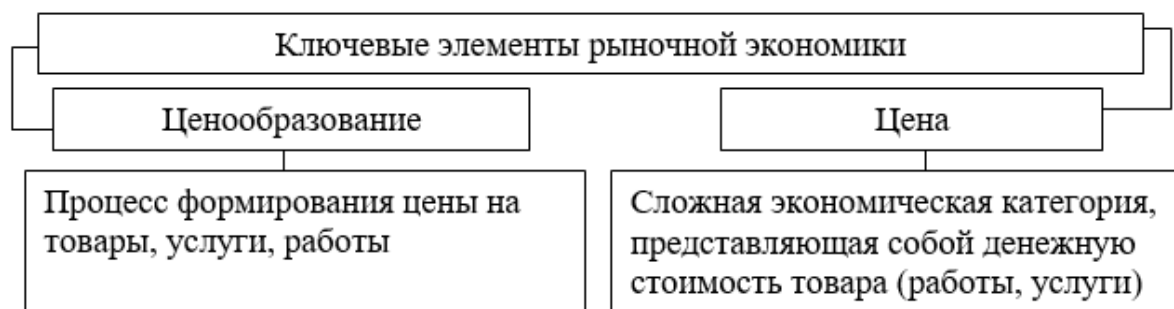 Ключевые элементы рыночной экономики
Ценообразование
Цена
Процесс формирования цены на
товары, услуги, работы
Сложная экономическая категория,
представляющая собой денежную
стоимость товара (работы, услуги)